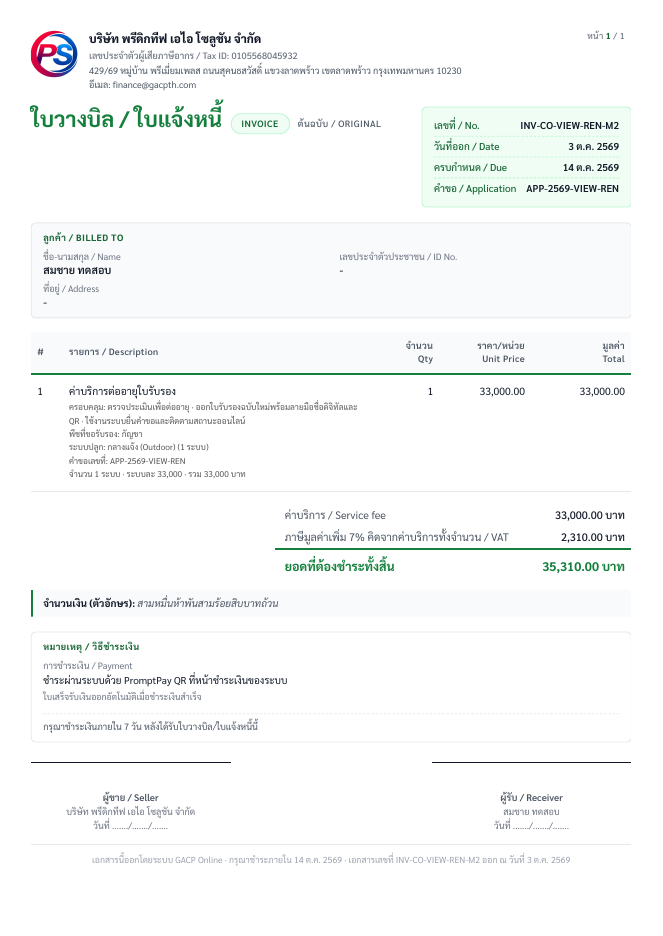 PS
บริษัท พรีดิกทีฟ เอไอ โซลูชัน จำกัด
หน้า 1 / 1
เลขประจำตัวผู้เสียภาษีอากร / Tax ID: 0105568045932
429/69 หมู่บ้าน พรีเมี่ยมเพลส ถนนสุคนธสวัสดิ์ แขวงลาดพร้าว เขตลาดพร้าว กรุงเทพมหานคร 10230
อีเมล: finance@gacpth.com
ใบวางบิล / ใบแจ้งหนี้ INVOICE ต้นฉบับ / ORIGINAL
เลขที่ / No. INV-CO-VIEW-REN-M2
วันที่ออก / Date 3 ต.ค. 2569
ครบกำหนด / Due 14 ต.ค. 2569
คำขอ / Application APP-2569-VIEW-REN
ลูกค้า / BILLED TO
ชื่อ-นามสกุล / Name เลขประจำตัวประชาชน / ID No.
สมชาย ทดสอบ -
ที่อยู่ / Address
-
# รายการ / Description จำนวน Qty ราคา/หน่วย Unit Price มูลค่า Total
1 ค่าบริการต่ออายุใบรับรอง 1 33,000.00 33,000.00
ครอบคลุม: ตรวจประเมินเพื่อต่ออายุ · ออกใบรับรองฉบับใหม่พร้อมลายมือชื่อดิจิทัลและ
QR · ใช้งานระบบยื่นคำขอและติดตามสถานะออนไลน์
พืชที่ขอรับรอง: กัญชา
ระบบปลูก: กลางแจ้ง (Outdoor) (1 ระบบ)
คำขอเลขที่: APP-2569-VIEW-REN
จำนวน 1 ระบบ · ระบบละ 33,000 · รวม 33,000 บาท
ค่าบริการ / Service fee 33,000.00 บาท
ภาษีมูลค่าเพิ่ม 7% คิดจากค่าบริการทั้งจำนวน / VAT 2,310.00 บาท
ยอดที่ต้องชำระทั้งสิ้น 35,310.00 บาท
จำนวนเงิน (ตัวอักษร): สามหมื่นห้าพันสามร้อยสิบบาทถ้วน
หมายเหตุ / วิธีชำระเงิน
การชำระเงิน / Payment
ชำระผ่านระบบด้วย PromptPay QR ที่หน้าชำระเงินของระบบ
ใบเสร็จรับเงินออกอัตโนมัติเมื่อชำระเงินสำเร็จ
กรุณาชำระเงินภายใน 7 วัน หลังได้รับใบวางบิล/ใบแจ้งหนี้นี้
ผู้ขาย / Seller ผู้รับ / Receiver
บริษัท พรีดิกทีฟ เอไอ โซลูชัน จำกัด สมชาย ทดสอบ
วันที่ ......./......./....... วันที่ ......./......./.......
เอกสารนี้ออกโดยระบบ GACP Online · กรุณาชำระภายใน 14 ต.ค. 2569 · เอกสารเลขที่ INV-CO-VIEW-REN-M2 ออก ณ วันที่ 3 ต.ค. 2569